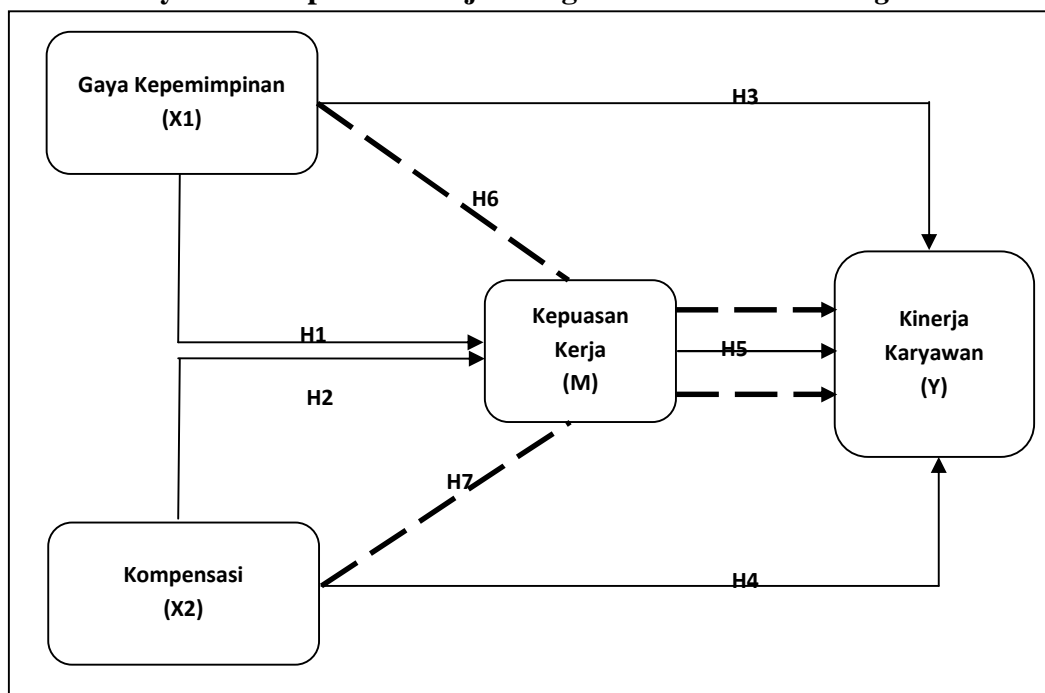 Gaya Kepemimpinan
(X1)
H3
H6
H1
H2
Kepuasan
Kerja
(M)
H5
Kinerja
Karyawan
(Y)
H7
Kompensasi
(X2)
H4